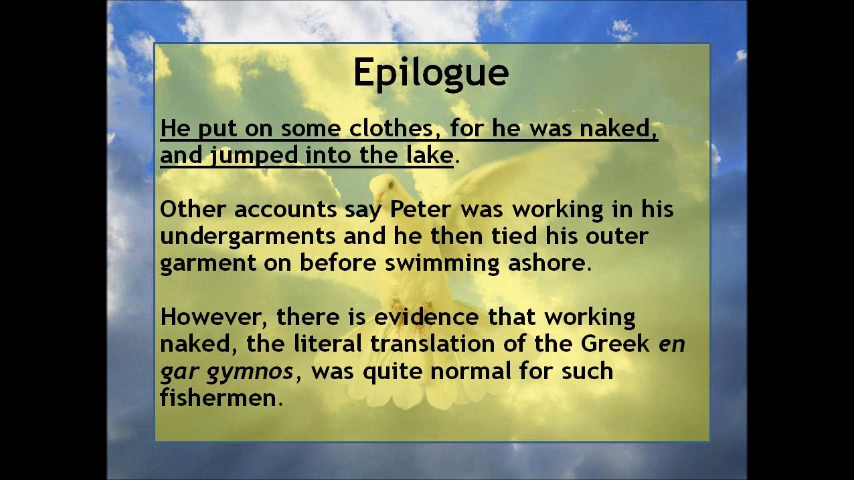 Epilogue
He put on some clothes, for he was naked,
and jumped into the lake.
Other accounts say Peter was working in his
undergarments and he then tied his outer
garment on before swimming ashore.
However, there is evidence that working
naked, the literal translation of the Greek en
gar gymnos, was quite normal for such
fishermen.